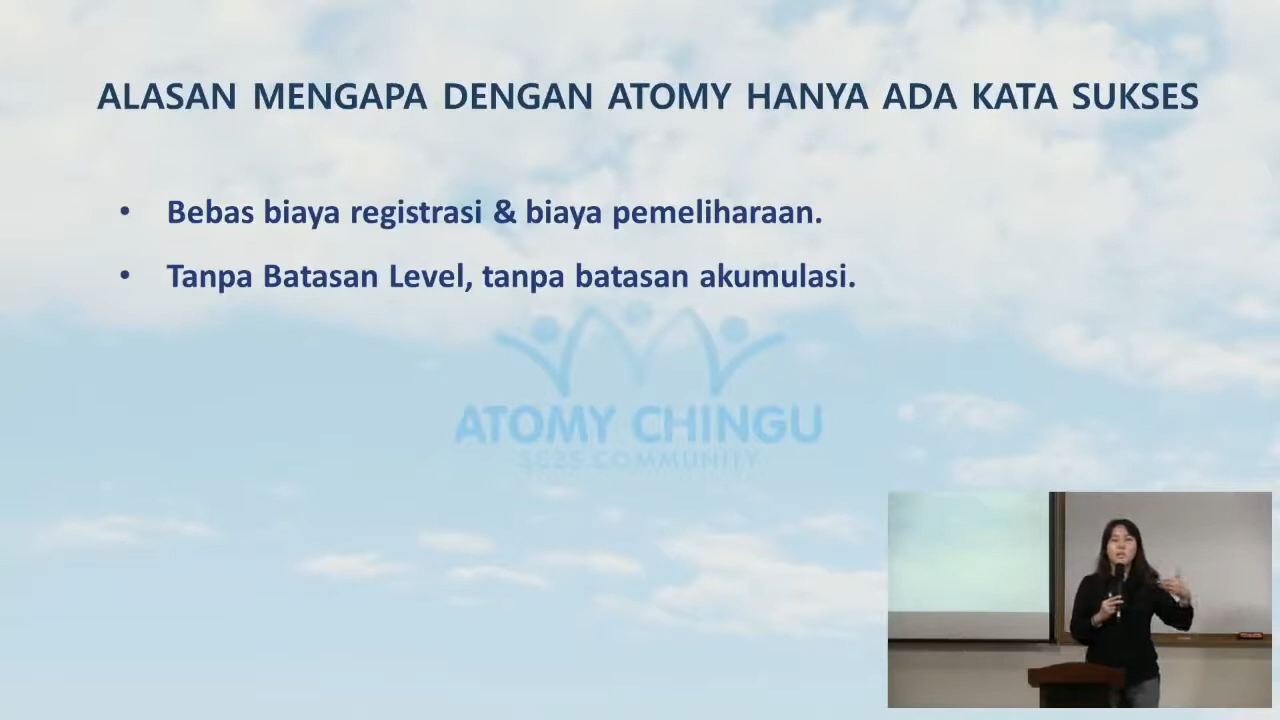 ALASAN MENGAPA DENGAN ATOMY HANYA ADA KATA SUKSES
• Bebas biaya registrasi & biaya pemeliharaan.
• Tanpa Batasan Level, tanpa batasan akumulasi.
ATOMY CHINGU
COMMUNITY